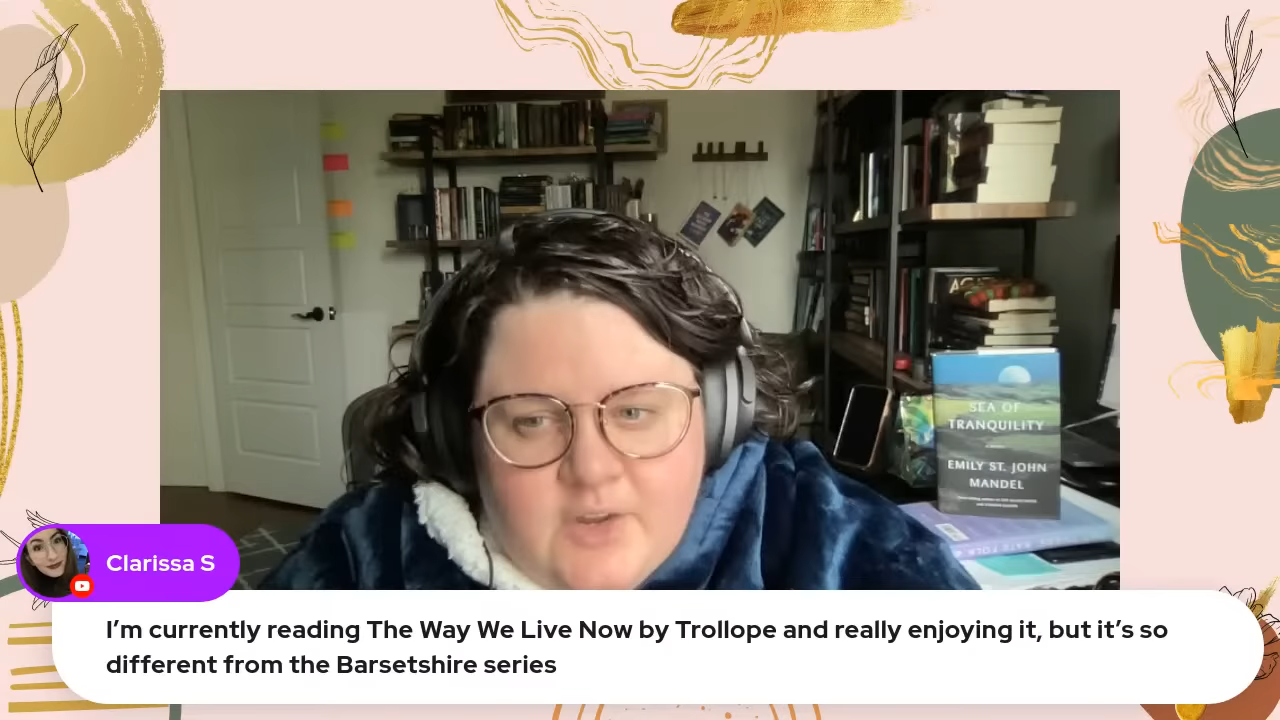 SEA OF
TRANQUILITY
EMILY ST. JOHN
MANDEL
Clarissa S
I’m currently reading The Way We Live Now by Trollope and really enjoying it, but it’s so
different from the Barsetshire series